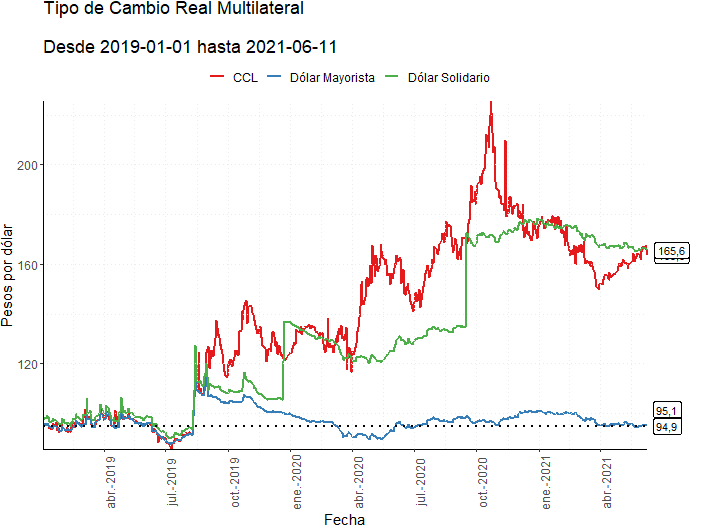 Tipo de Cambio Real Multilateral
Desde 2019-01-01 hasta 2021-06-11
CCL Dólar Mayorista Dólar Solidario
Pesos por dólar
200
160
120
165,6
95,1
94,9
abr.-2019
jul.-2019
oct.-2019
ene.-2020
abr.-2020
jul.-2020
oct.-2020
ene.-2021
abr.-2021
Fecha